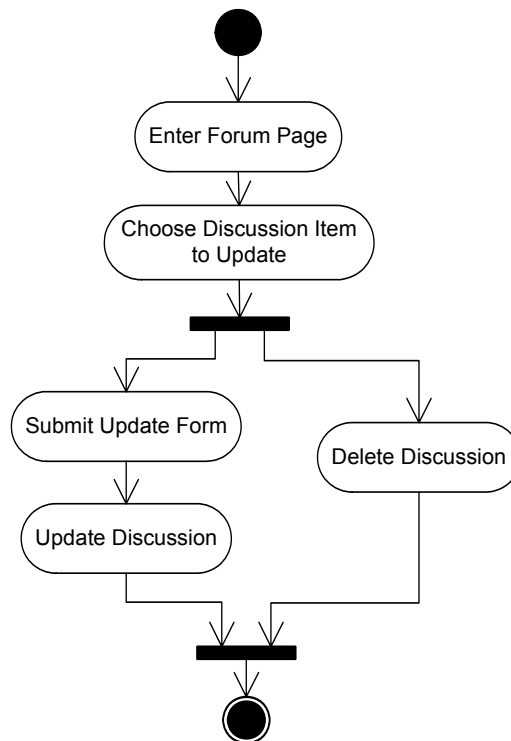 Enter Forum Page
Choose Discussion Item
to Update
Submit Update Form
Delete Discussion
Update Discussion